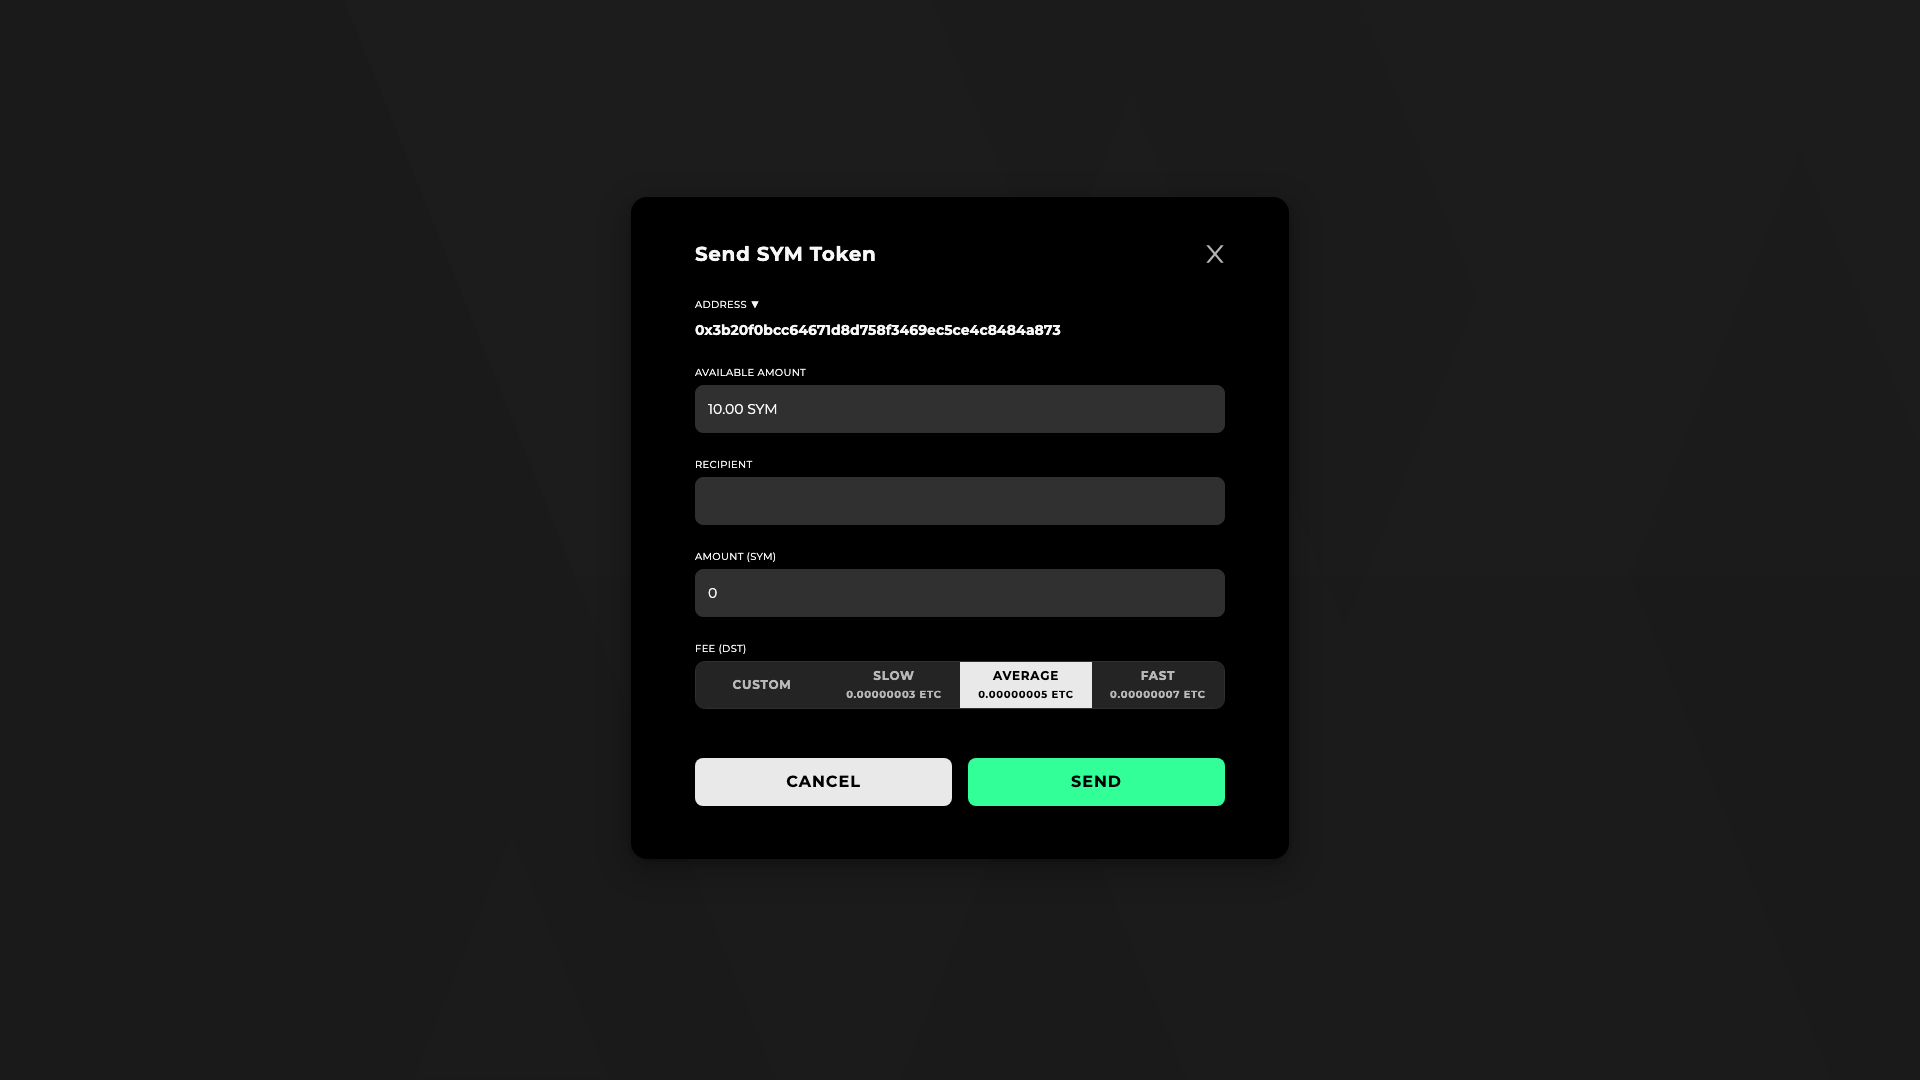 Send SYM Token
X
ADDRESS ▼
0x3b20f0bcc64671d8d758f3469ec5ce4c8484a873
AVAILABLE AMOUNT
10.00 SYM
RECIPIENT
AMOUNT (SYM)
0
FEE (DST)
CUSTOM
SLOW
0.00000003 ETC
AVERAGE
0.00000005 ETC
FAST
0.00000007 ETC
CANCEL
SEND